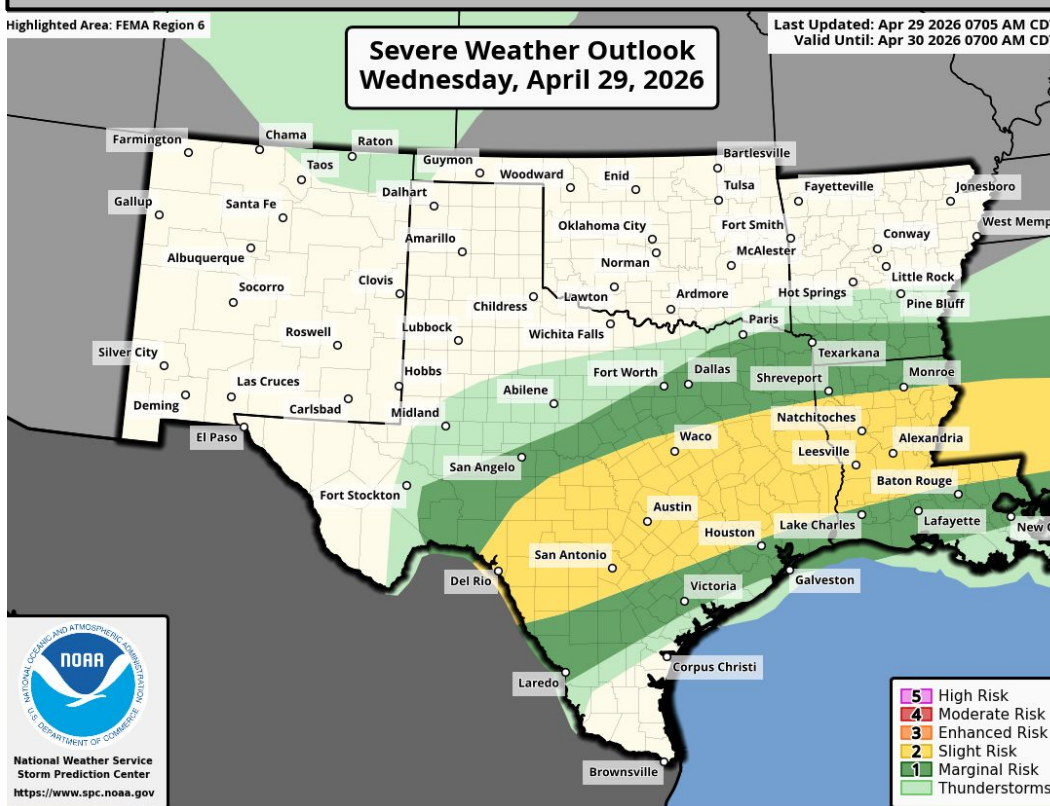 Highlighted Area: FEMA Region 6
Severe Weather Outlook
Wednesday, April 29, 2026
Last Updated: Apr 29 2026 0705 AM CDT
Valid Until: Apr 30 2026 0700 AM CDT
Farmington
Chama
Raton
Taos
Guymon
Woodward
Enid
Bartlesville
Tulsa
Fayetteville
Jonesboro
Gallup
Santa Fe
Dalhart
Oklahoma City
Fort Smith
West Memp
Albuquerque
Amarillo
Norman
McAlester
Conway
Socorro
Clovis
Childress
Lawton
Ardmore
Hot Springs
Little Rock
Pine Bluff
Roswell
Lubbock
Wichita Falls
Paris
Texarkana
Silver City
Las Cruces
Hobbs
Fort Worth
Dallas
Shreveport
Monroe
Deming
Carlsbad
Midland
Abilene
Natchitoches
El Paso
San Angelo
Waco
Leesville
Alexandria
Fort Stockton
Baton Rouge
Austin
Houston
Lake Charles
Lafayette
New O
San Antonio
Del Rio
Victoria
Galveston
Laredo
Corpus Christi
Brownsville
NATIONAL OCEANIC AND ATMOSPHERIC ADMINISTRATION
NOAA
U.S. DEPARTMENT OF COMMERCE
National Weather Service
Storm Prediction Center
https://www.spc.noaa.gov
5 High Risk
4 Moderate Risk
3 Enhanced Risk
2 Slight Risk
1 Marginal Risk
Thunderstorms